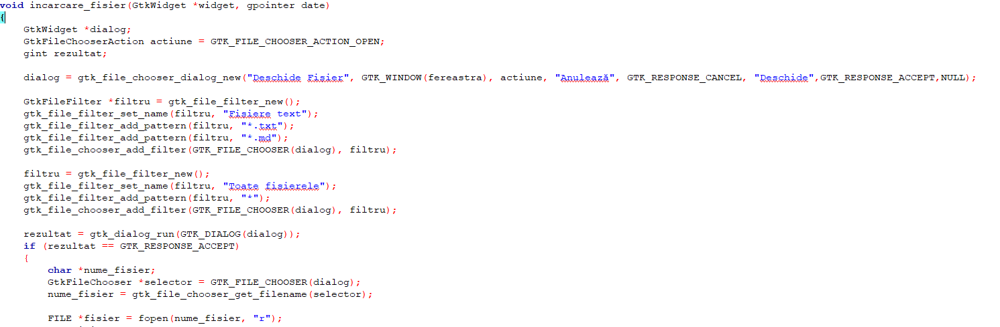 void incarcare_fisier(GtkWidget *widget, gpointer date)
{
    GtkWidget *dialog;
    GtkFileChooserAction actiune = GTK_FILE_CHOOSER_ACTION_OPEN;
    gint rezultat;

    dialog = gtk_file_chooser_dialog_new("Deschide Fisier", GTK_WINDOW(fereastra), actiune, "Anulează", GTK_RESPONSE_CANCEL, "Deschide",GTK_RESPONSE_ACCEPT,NULL);

    GtkFileFilter *filtru = gtk_file_filter_new();
    gtk_file_filter_set_name(filtru, "Fisiere text");
    gtk_file_filter_add_pattern(filtru, "*.txt");
    gtk_file_filter_add_pattern(filtru, "*.md");
    gtk_file_chooser_add_filter(GTK_FILE_CHOOSER(dialog), filtru);

    filtru = gtk_file_filter_new();
    gtk_file_filter_set_name(filtru, "Toate fisierele");
    gtk_file_filter_add_pattern(filtru, "*");
    gtk_file_chooser_add_filter(GTK_FILE_CHOOSER(dialog), filtru);

    rezultat = gtk_dialog_run(GTK_DIALOG(dialog));
    if (rezultat == GTK_RESPONSE_ACCEPT)
    {
        char *nume_fisier;
        GtkFileChooser *selector = GTK_FILE_CHOOSER(dialog);
        nume_fisier = gtk_file_chooser_get_filename(selector);

        FILE *fisier = fopen(nume_fisier, "r");